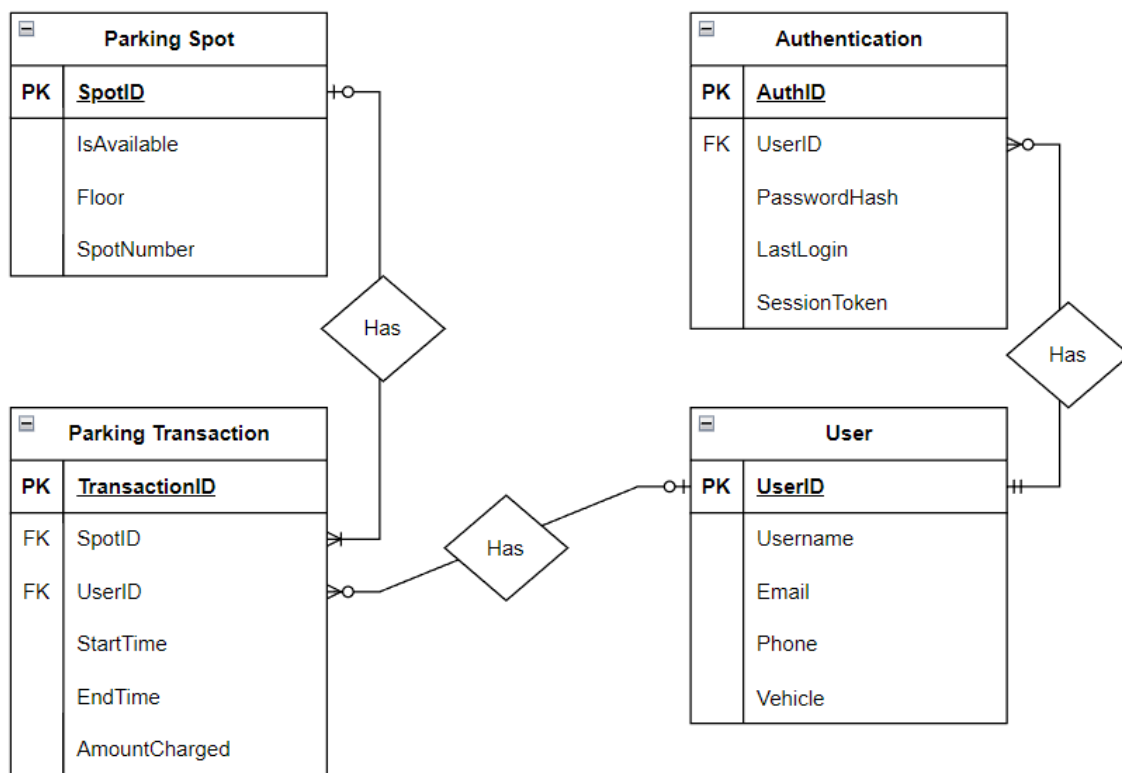 Parking Spot
PK SpotID
IsAvailable
Floor
SpotNumber
Authentication
PK AuthID
FK UserID
PasswordHash
LastLogin
SessionToken
Has
Has
Parking Transaction
PK TransactionID
FK SpotID
FK UserID
StartTime
EndTime
AmountCharged
Has
User
PK UserID
Username
Email
Phone
Vehicle